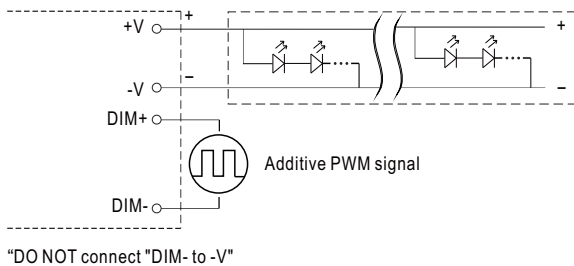 +V + +
-V – –
DIM+
Additive PWM signal
DIM-
“DO NOT connect "DIM- to -V"